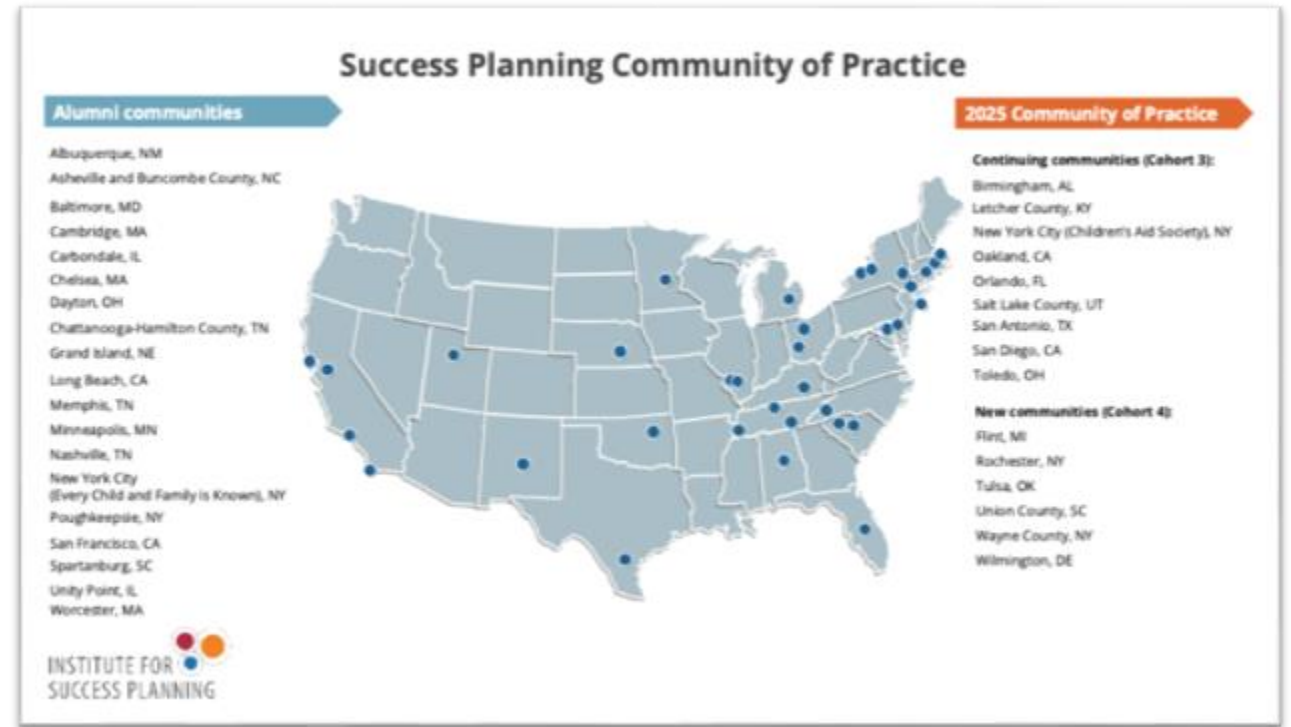 Success Planning Community of Practice
Alumni communities
Albuquerque, NM
Asheville and Buncombe County, NC
Baltimore, MD
Cambridge, MA
Carbondale, IL
Chelsea, MA
Dayton, OH
Chattanooga-Hamilton County, TN
Grand Island, NE
Long Beach, CA
Memphis, TN
Minneapolis, MN
Nashville, TN
New York City
(Every Child and Family is Known), NY
Poughkeepsie, NY
San Francisco, CA
Spartanburg, SC
Unity Point, IL
Worcester, MA
INSTITUTE FOR
SUCCESS PLANNING
2025 Community of Practice
Continuing communities (Cohort 3):
Birmingham, AL
Letcher County, KY
New York City (Children's Aid Society), NY
Oakland, CA
Orlando, FL
Salt Lake County, UT
San Antonio, TX
San Diego, CA
Toledo, OH
New communities (Cohort 4):
Flint, MI
Rochester, NY
Tulsa, OK
Union County, SC
Wayne County, NY
Wilmington, DE